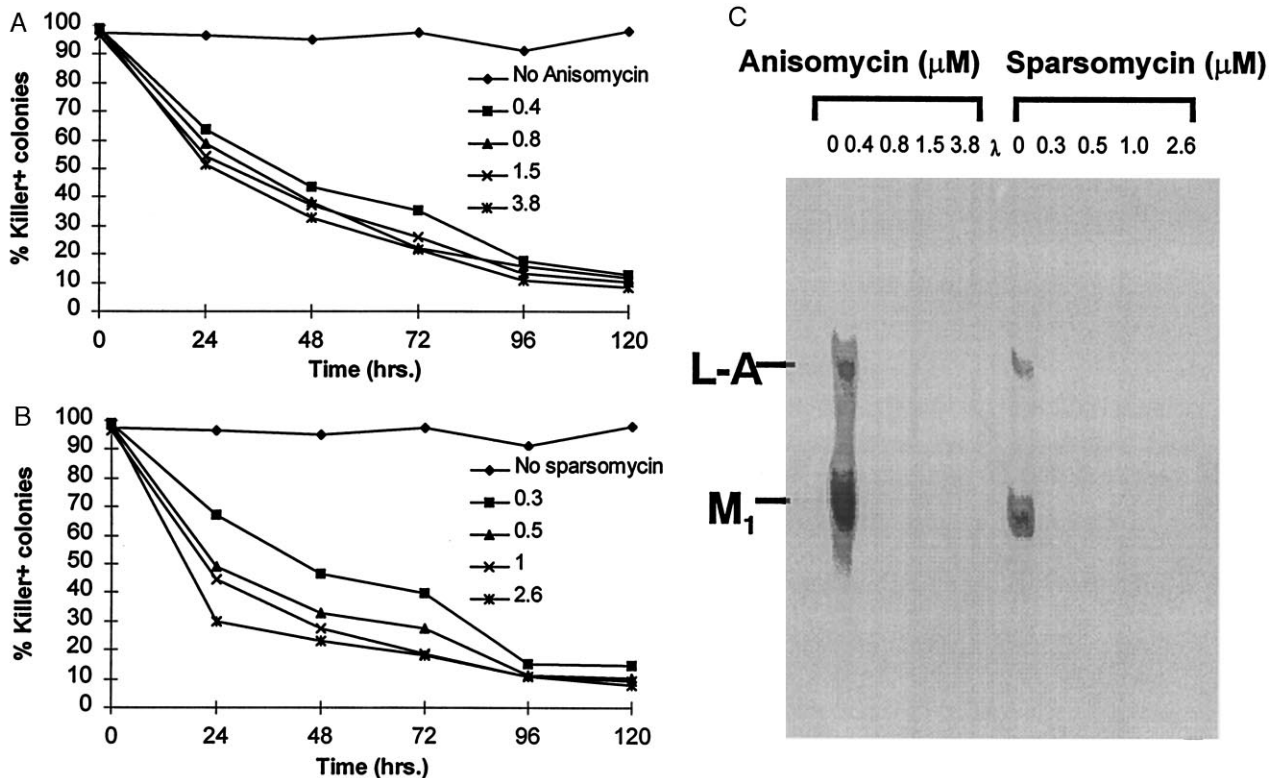 A
% Killer+ colonies
100
90
80
70
60
50
40
30
20
10
0
0 24 48 72 96 120
Time (hrs.)
No Anisomycin
0.4
0.8
1.5
3.8
B
% Killer+ colonies
100
90
80
70
60
50
40
30
20
10
0
0 24 48 72 96 120
Time (hrs.)
No sparsomycin
0.3
0.5
1
2.6
C
Anisomycin (μM) Sparsomycin (μM)
0 0.4 0.8 1.5 3.8 λ 0 0.3 0.5 1.0 2.6
L-A
M₁